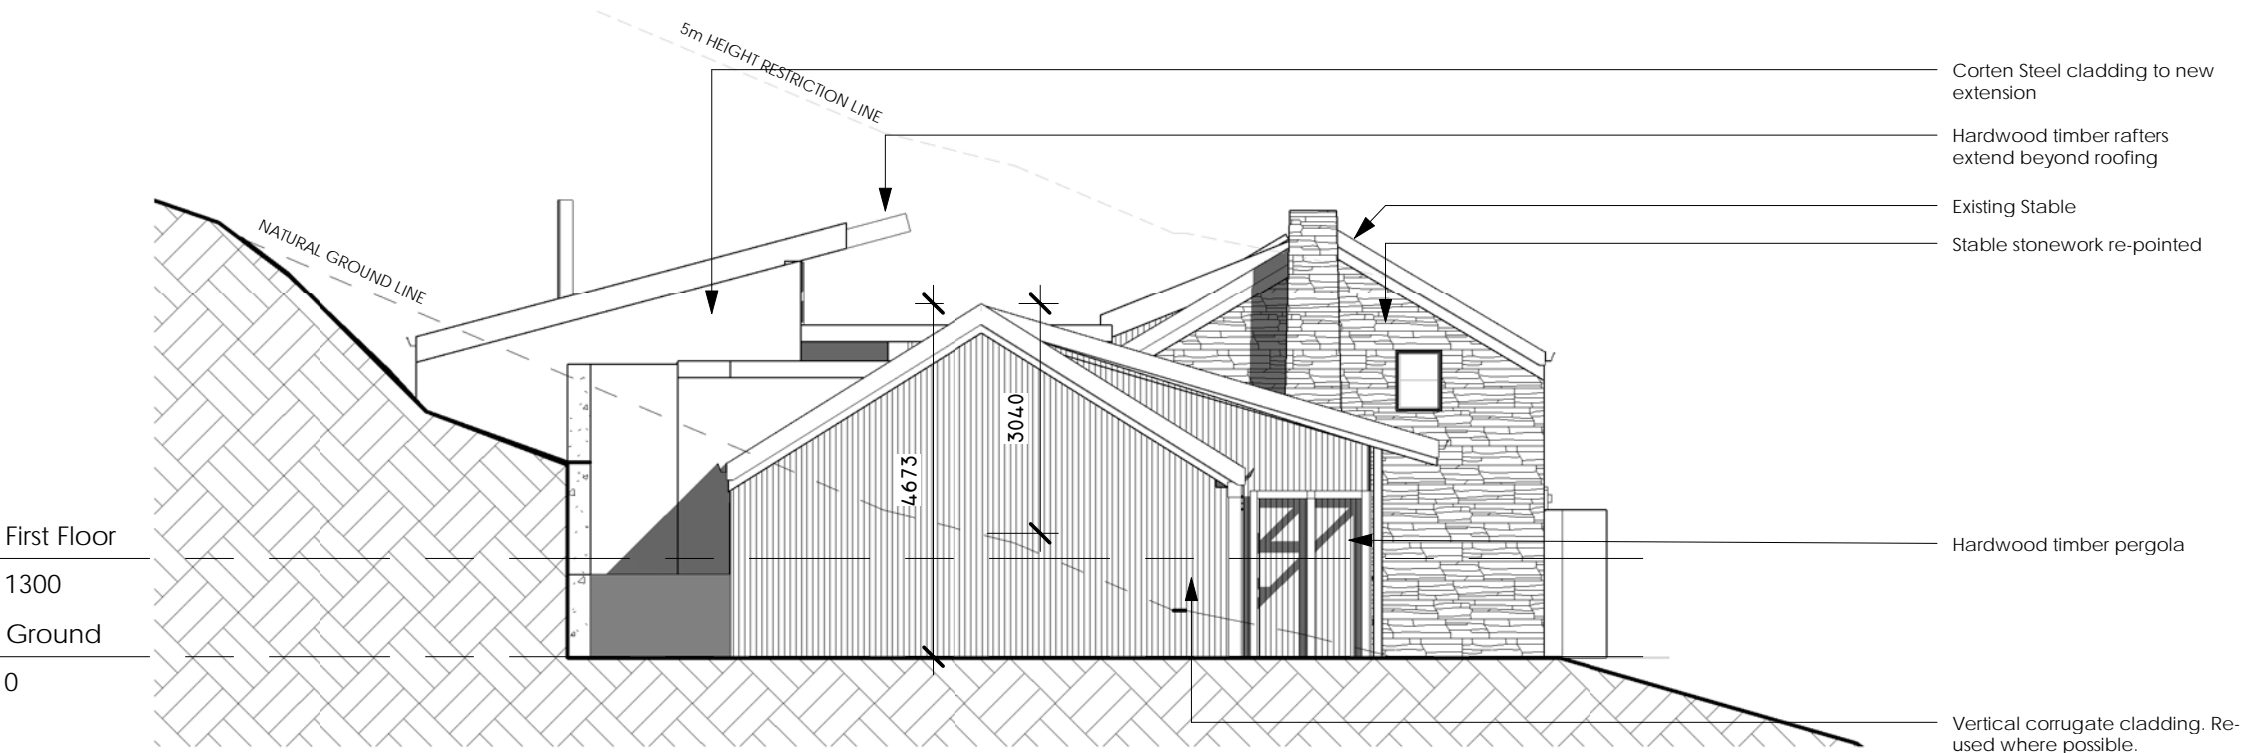 5m HEIGHT RESTRICTION LINE
Corten Steel cladding to new
extension
Hardwood timber rafters
extend beyond roofing
Existing Stable
NATURAL GROUND LINE
Stable stonework re-pointed
3040
4673
First Floor
1300
Ground
0
Hardwood timber pergola
Vertical corrugate cladding. Re-
used where possible.